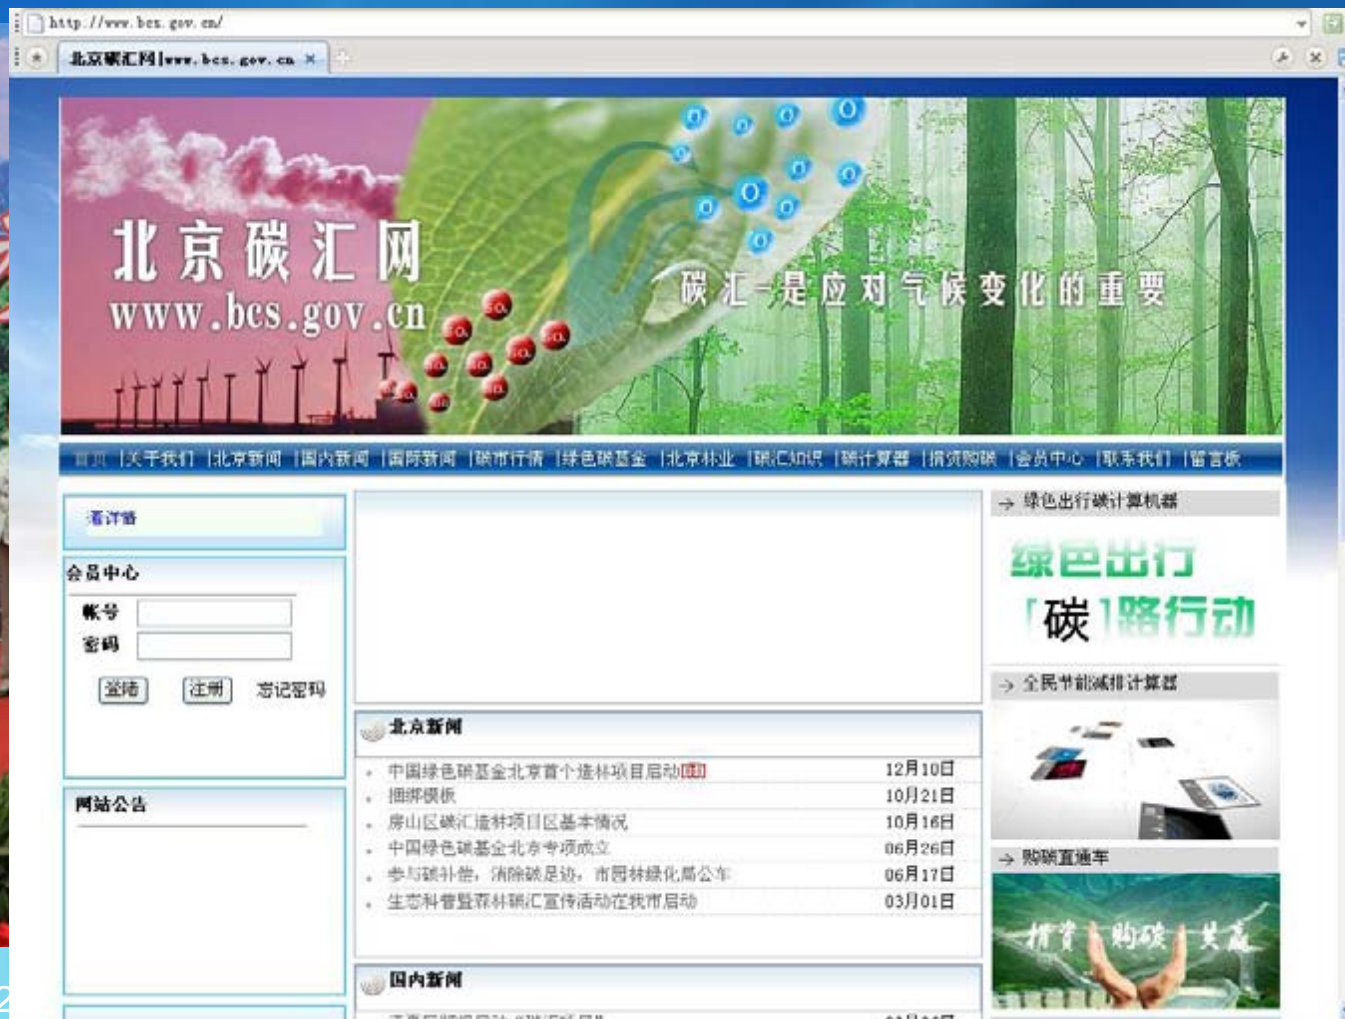 http://www.bcs.gov.cn/
北京碳汇网|www.bcs.gov.cn
北京碳汇网
www.bcs.gov.cn
碳汇-是应对气候变化的重要
首页 |关于我们 |北京新闻 |国内新闻 |国际新闻 |碳市行情 |绿色碳基金 |北京林业 |碳汇知识 |碳计算器 |捐资购碳 |会员中心 |联系我们 |留言板
看详情
会员中心
帐号
密码
登陆 注册 忘记密码
网站公告
北京新闻
中国绿色碳基金北京首个造林项目启动[图] 12月10日
捆绑模板 10月21日
房山区碳汇造林项目区基本情况 10月16日
中国绿色碳基金北京专项成立 06月26日
参与碳补偿，消除碳足迹，市园林绿化局公车 06月17日
生态科普暨森林碳汇宣传活动在我市启动 03月01日
国内新闻
绿色出行碳计算机器
绿色出行
「碳」路行动
全民节能减排计算器
购碳直通车
捐资 购碳 共赢